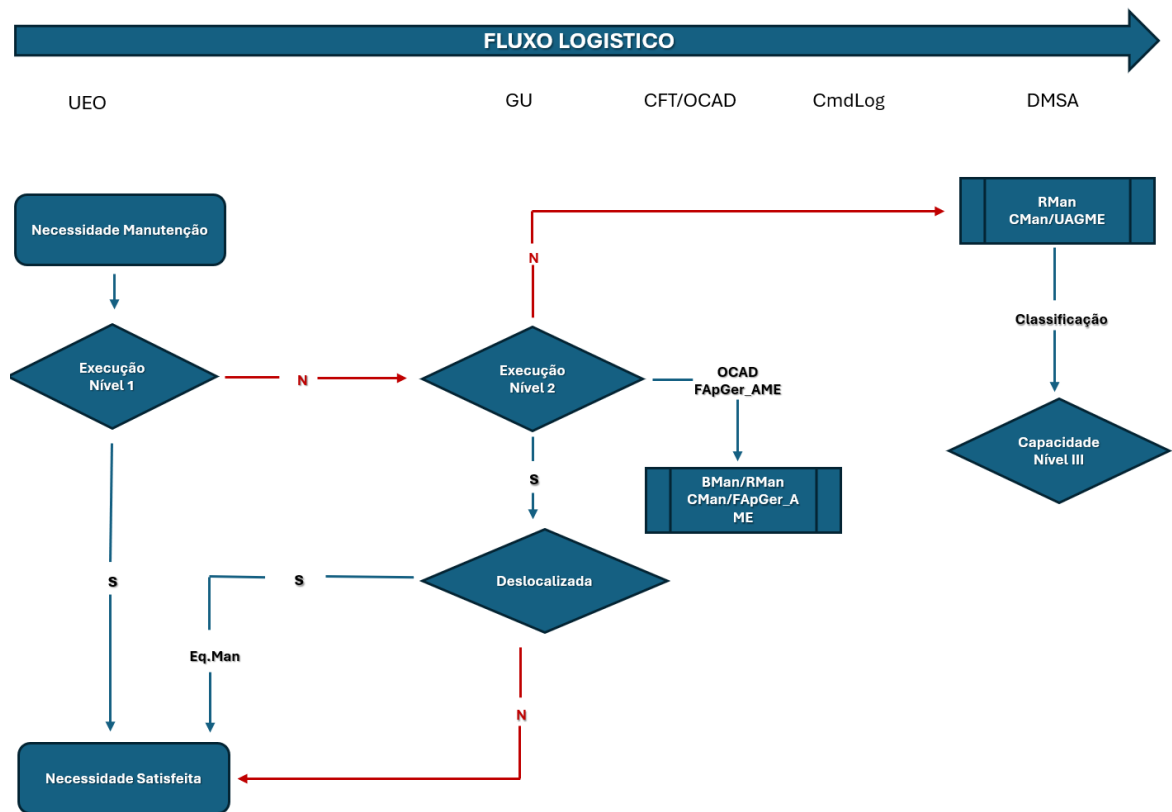 FLUXO LOGISTICO
UEO
GU
CFT/OCAD
CmdLog
DMSA
Necessidade Manutenção
RMan
CMan/UAGME
N
Classificação
Execução
Nível 1
N
Execução
Nível 2
OCAD
FApGer_AME
Capacidade
Nível III
S
BMan/RMan
CMan/FApGer_A
ME
S
S
Deslocalizada
Eq.Man
N
Necessidade Satisfeita